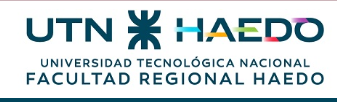 UTN HAEDO
UNIVERSIDAD TECNOLÓGICA NACIONAL
FACULTAD REGIONAL HAEDO